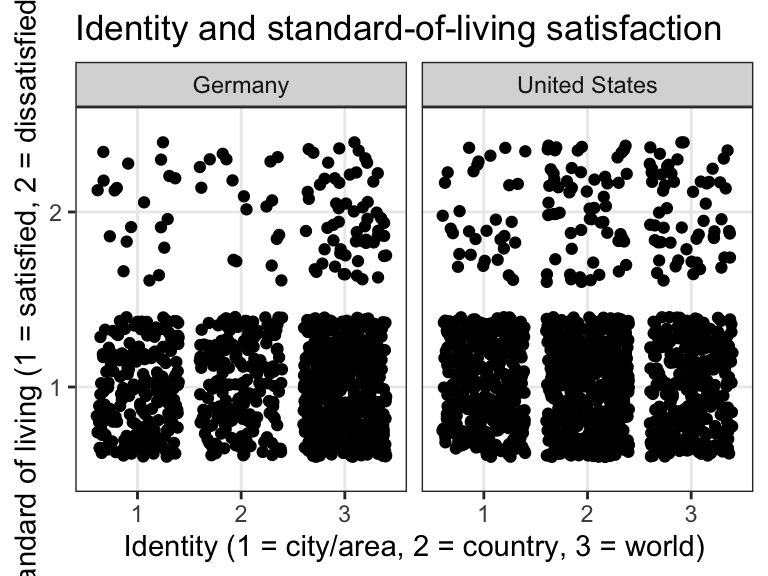 Identity and standard-of-living satisfaction
Germany
United States
2
1
andard of living (1 = satisfied, 2 = dissatisfied
1
2
3
1
2
3
Identity (1 = city/area, 2 = country, 3 = world)